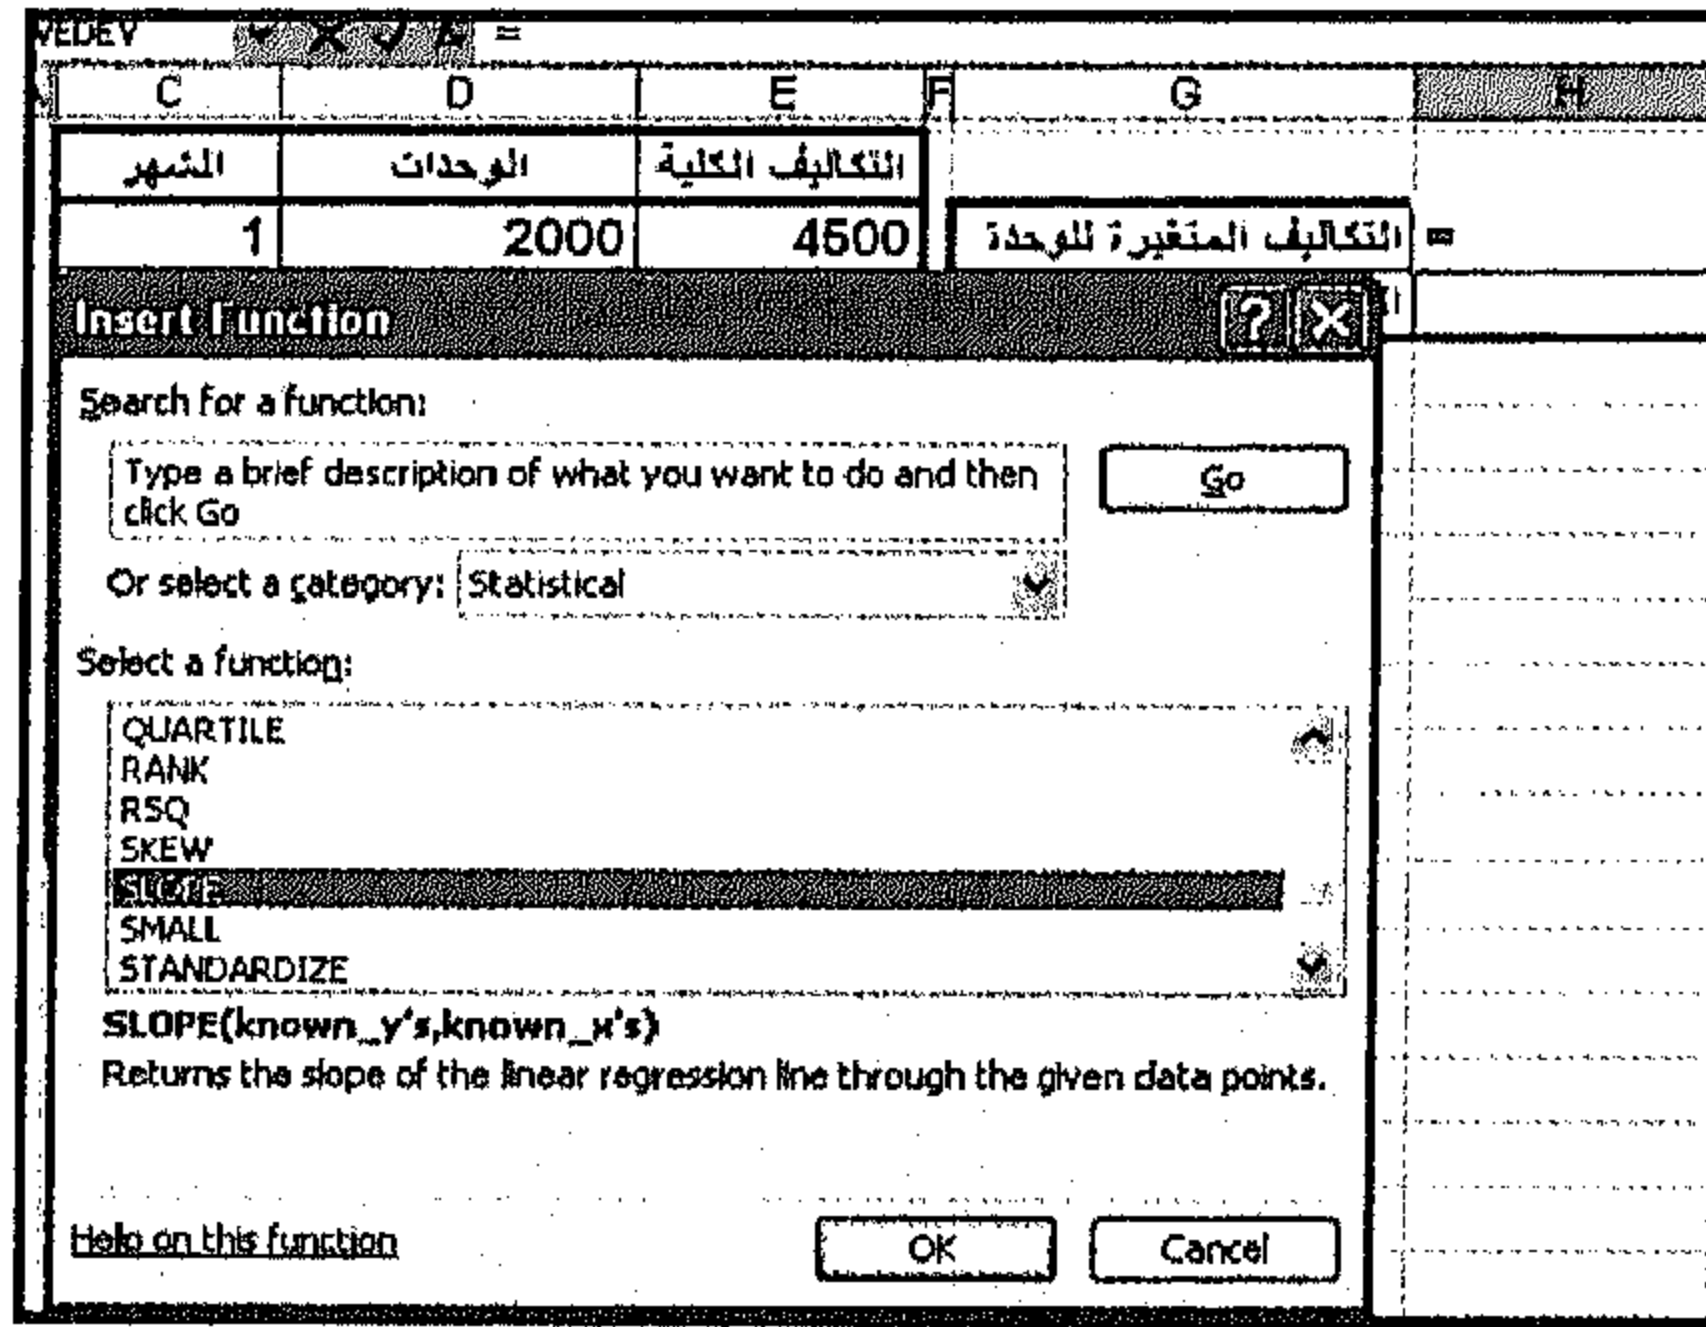 VEDEV =
C D E F G H
الشهر الوحدات التكاليف الكلية
1 2000 4500 التكاليف المتغيرة للوحدة =
Insert Function
Search for a function:
Type a brief description of what you want to do and then
click Go
Go
Or select a category: Statistical
Select a function:
QUARTILE
RANK
RSQ
SKEW
SLOPE
SMALL
STANDARDIZE
SLOPE(known_y's,known_x's)
Returns the slope of the linear regression line through the given data points.
Help on this function
OK Cancel